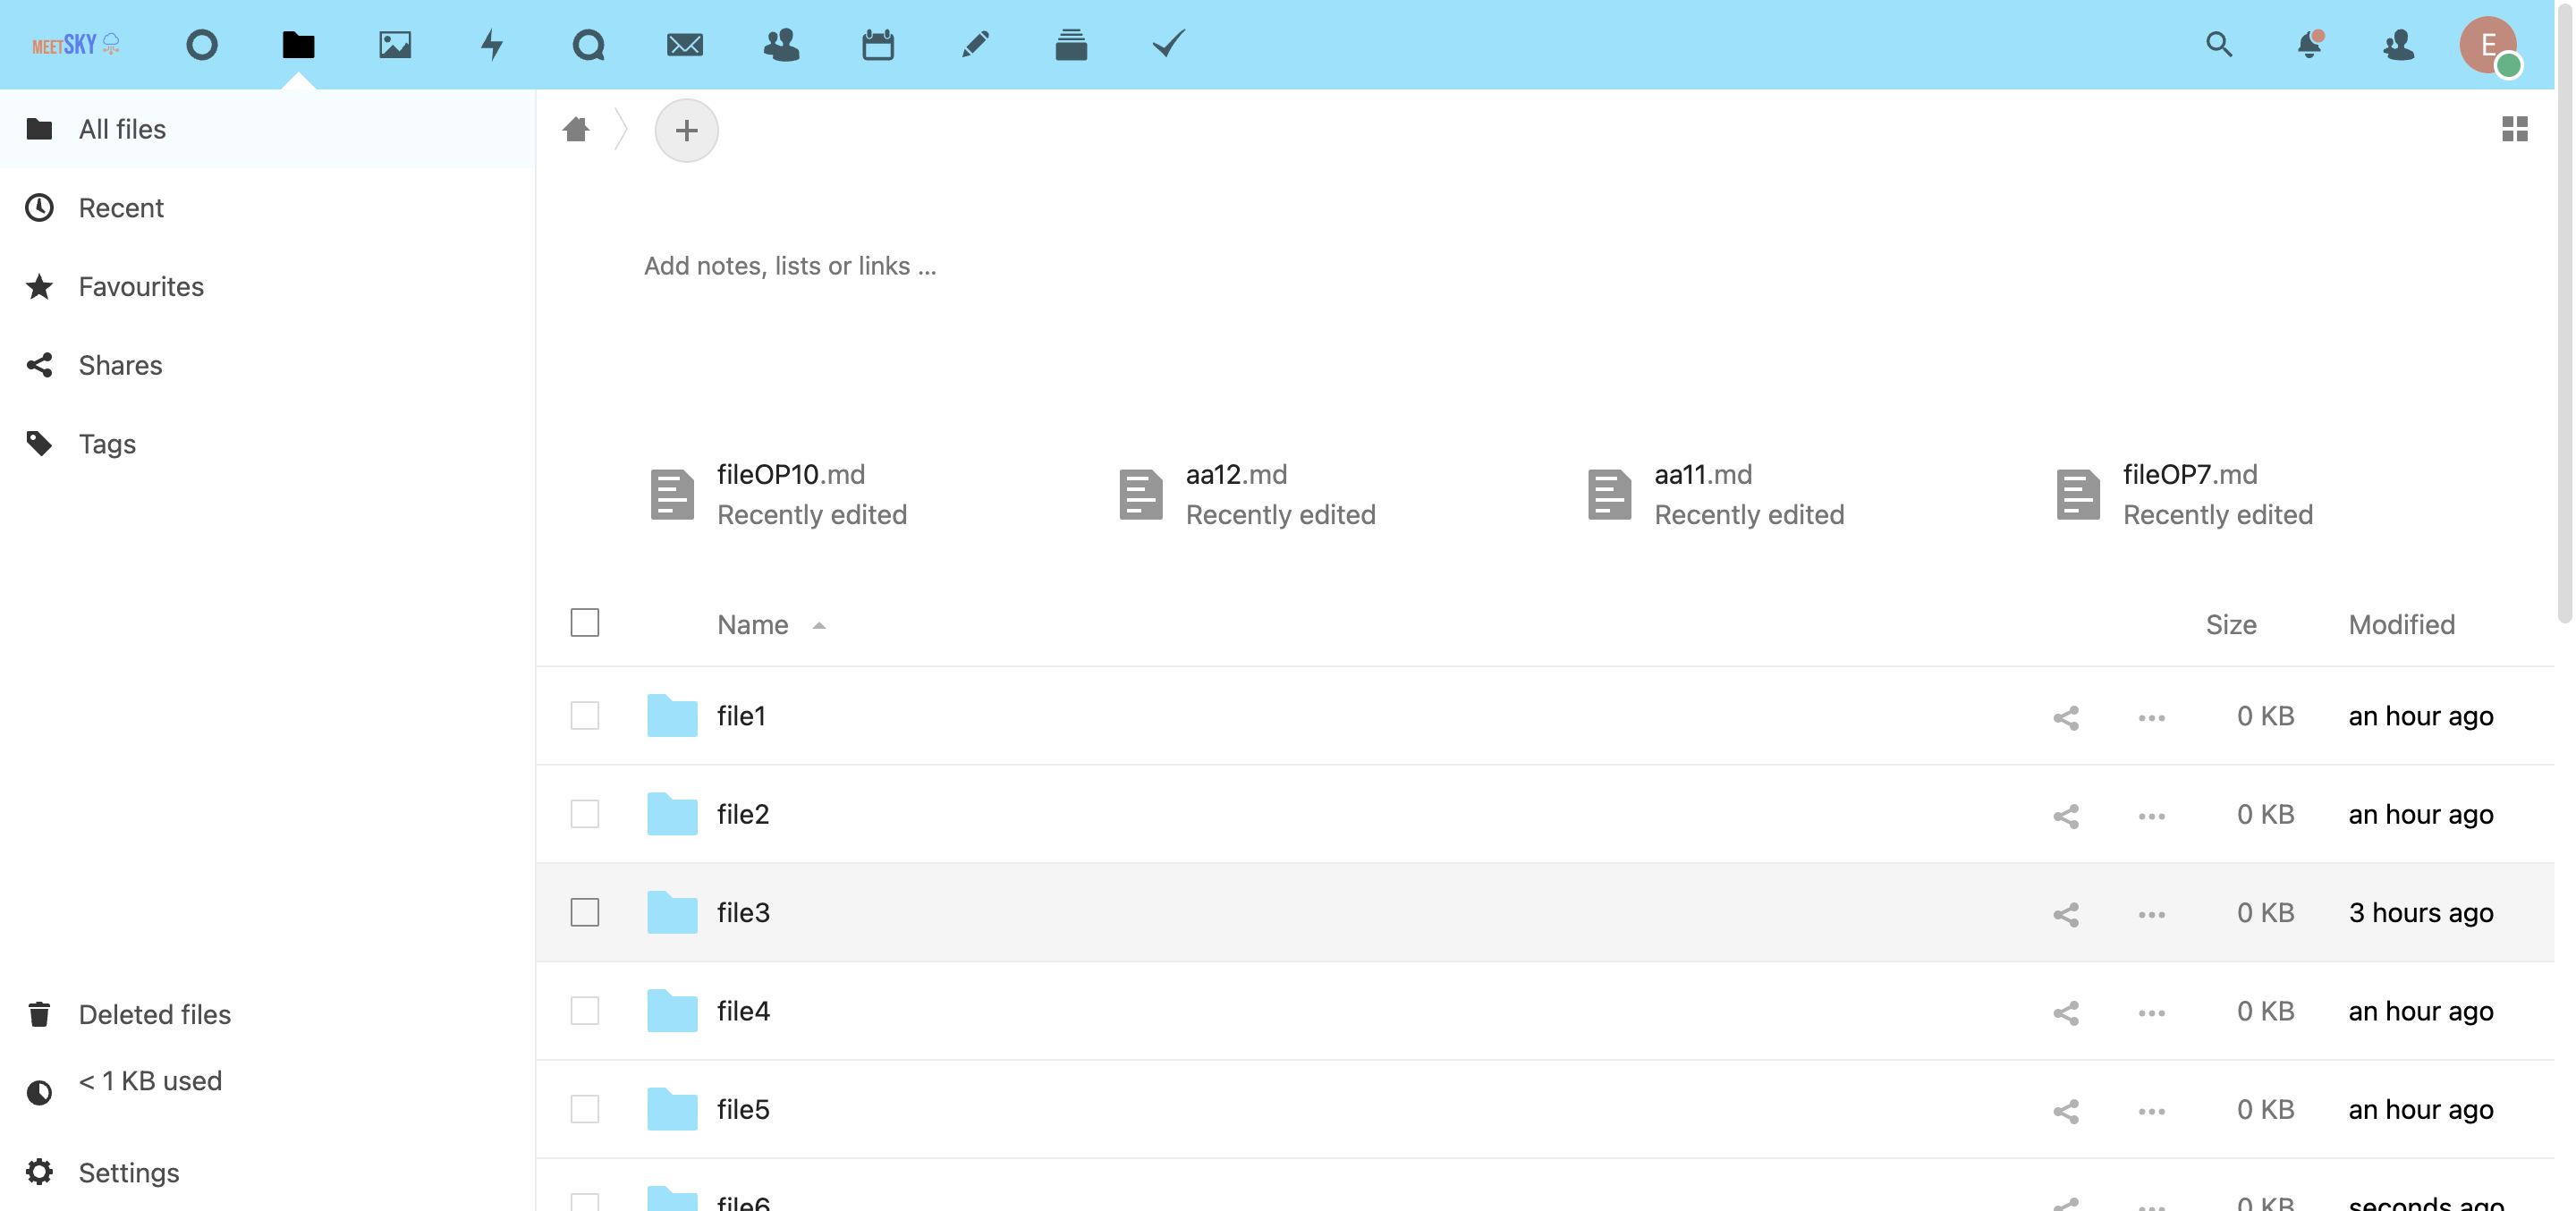 MEETSKY
E
All files
Recent
Favourites
Shares
Tags
Add notes, lists or links ...
fileOP10.md
Recently edited
aa12.md
Recently edited
aa11.md
Recently edited
fileOP7.md
Recently edited
Name Size Modified
file1 0 KB an hour ago
file2 0 KB an hour ago
file3 0 KB 3 hours ago
file4 0 KB an hour ago
file5 0 KB an hour ago
file6 0 KB seconds ago
Deleted files
< 1 KB used
Settings